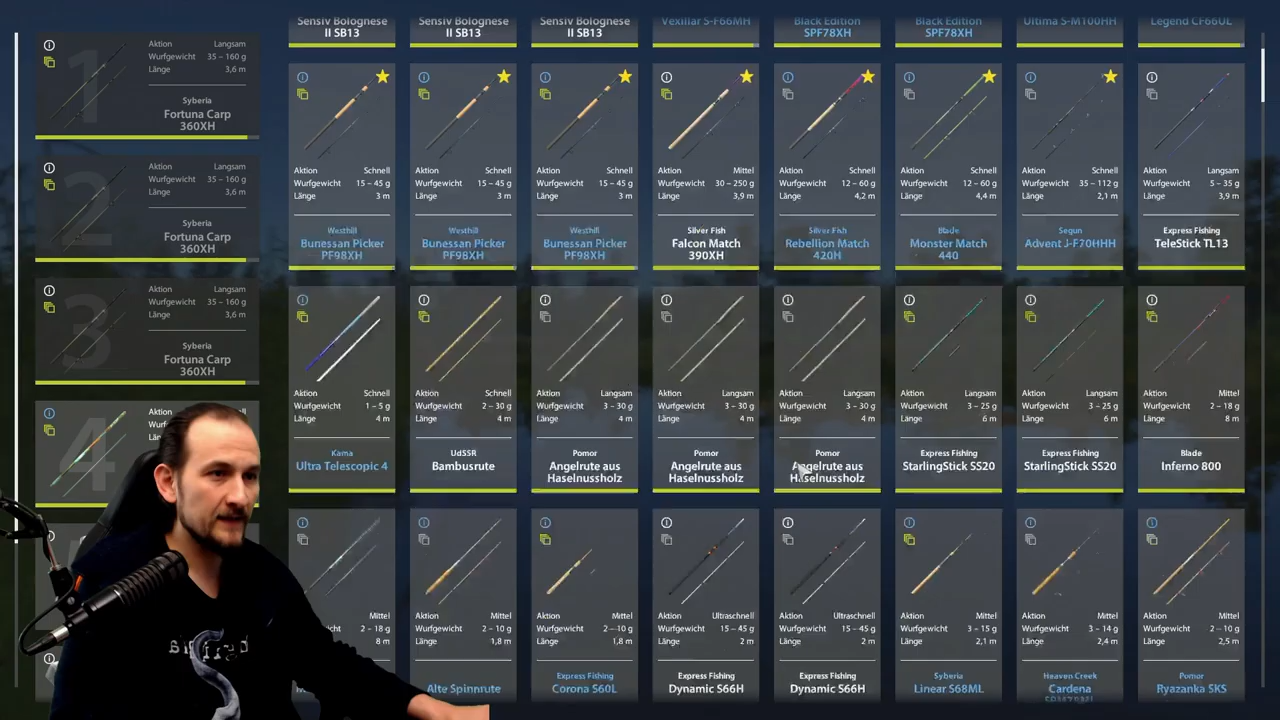 Sensiv Bolognese
II SB13
Sensiv Bolognese
II SB13
Sensiv Bolognese
II SB13
Vexillar S-F66MH
Black Edition
SPF78XH
Black Edition
SPF78XH
Ultima S-M100HH
Legend CF66UL
1
Aktion Langsam
Wurfgewicht 35 – 160 g
Länge 3,6 m
Syberia
Fortuna Carp
360XH
2
Aktion Langsam
Wurfgewicht 35 – 160 g
Länge 3,6 m
Syberia
Fortuna Carp
360XH
3
Aktion Langsam
Wurfgewicht 35 – 160 g
Länge 3,6 m
Syberia
Fortuna Carp
360XH
4
Aktion Schnell
Wurfgewicht 15 – 45 g
Länge 3 m
Westhill
Bunessan Picker
PF98XH
Aktion Schnell
Wurfgewicht 15 – 45 g
Länge 3 m
Westhill
Bunessan Picker
PF98XH
Aktion Schnell
Wurfgewicht 15 – 45 g
Länge 3 m
Westhill
Bunessan Picker
PF98XH
Aktion Mittel
Wurfgewicht 30 – 250 g
Länge 3,9 m
Silver Fish
Falcon Match
390XH
Aktion Schnell
Wurfgewicht 12 – 60 g
Länge 4,2 m
Silver Fish
Rebellion Match
420H
Aktion Schnell
Wurfgewicht 12 – 60 g
Länge 4,4 m
Blade
Monster Match
440
Aktion Schnell
Wurfgewicht 35 – 112 g
Länge 2,1 m
Segun
Advent J-F70HHH
Aktion Langsam
Wurfgewicht 5 – 35 g
Länge 3,9 m
Express Fishing
TeleStick TL13
Aktion Schnell
Wurfgewicht 1 – 5 g
Länge 4 m
Kama
Ultra Telescopic 4
Aktion Schnell
Wurfgewicht 2 – 30 g
Länge 4 m
UdSSR
Bambusrute
Aktion Langsam
Wurfgewicht 3 – 30 g
Länge 4 m
Pomor
Angelrute aus
Haselnussholz
Aktion Langsam
Wurfgewicht 3 – 30 g
Länge 4 m
Pomor
Angelrute aus
Haselnussholz
Aktion Langsam
Wurfgewicht 3 – 30 g
Länge 4 m
Pomor
Angelrute aus
Haselnussholz
Aktion Langsam
Wurfgewicht 3 – 25 g
Länge 6 m
Express Fishing
StarlingStick SS20
Aktion Langsam
Wurfgewicht 3 – 25 g
Länge 6 m
Express Fishing
StarlingStick SS20
Aktion Mittel
Wurfgewicht 2 – 18 g
Länge 8 m
Blade
Inferno 800
Mittel
2 – 18 g
8 m
Aktion Mittel
Wurfgewicht 2 – 10 g
Länge 1,8 m
Alte Spinnrute
Aktion Mittel
Wurfgewicht 2 – 10 g
Länge 1,8 m
Express Fishing
Corona S60L
Aktion Ultraschnell
Wurfgewicht 15 – 45 g
Länge 2 m
Express Fishing
Dynamic S66H
Aktion Ultraschnell
Wurfgewicht 15 – 45 g
Länge 2 m
Express Fishing
Dynamic S66H
Aktion Mittel
Wurfgewicht 3 – 15 g
Länge 2,1 m
Syberia
Linear S68ML
Aktion Mittel
Wurfgewicht 3 – 14 g
Länge 2,4 m
Heaven Creek
Cardena
Aktion Mittel
Wurfgewicht 2 – 10 g
Länge 2,5 m
Pomor
Ryazanka SKS